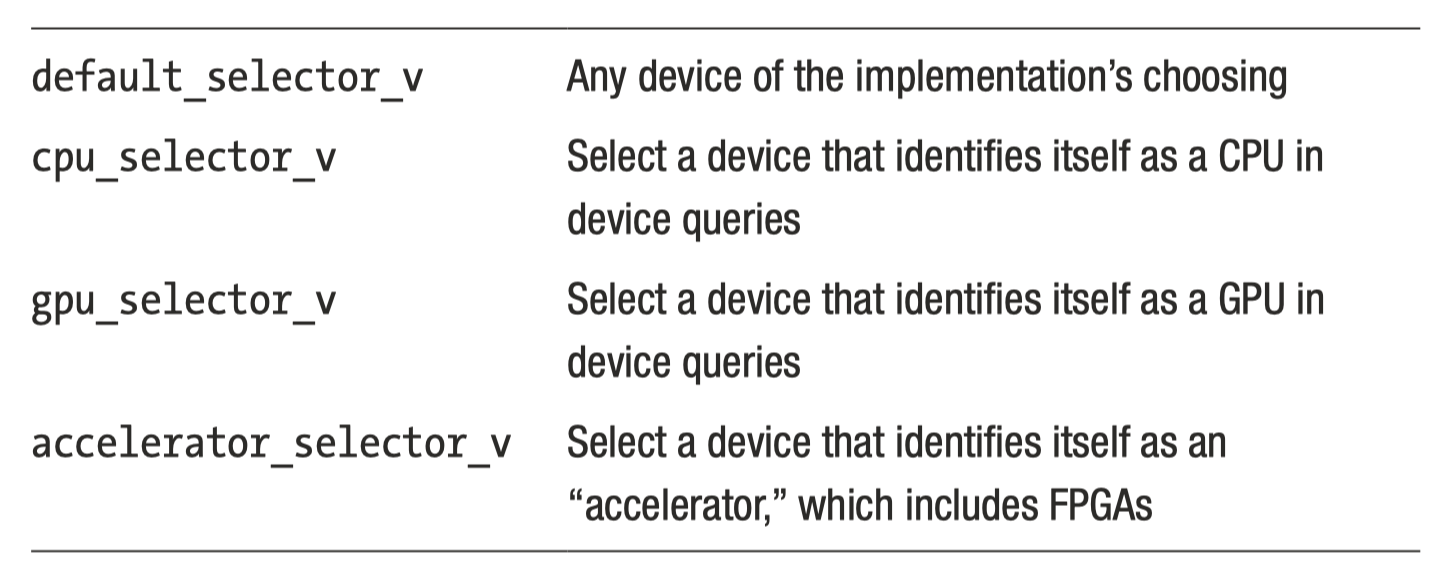 default_selector_v Any device of the implementation’s choosing
cpu_selector_v Select a device that identifies itself as a CPU in
device queries
gpu_selector_v Select a device that identifies itself as a GPU in
device queries
accelerator_selector_v Select a device that identifies itself as an
“accelerator,” which includes FPGAs